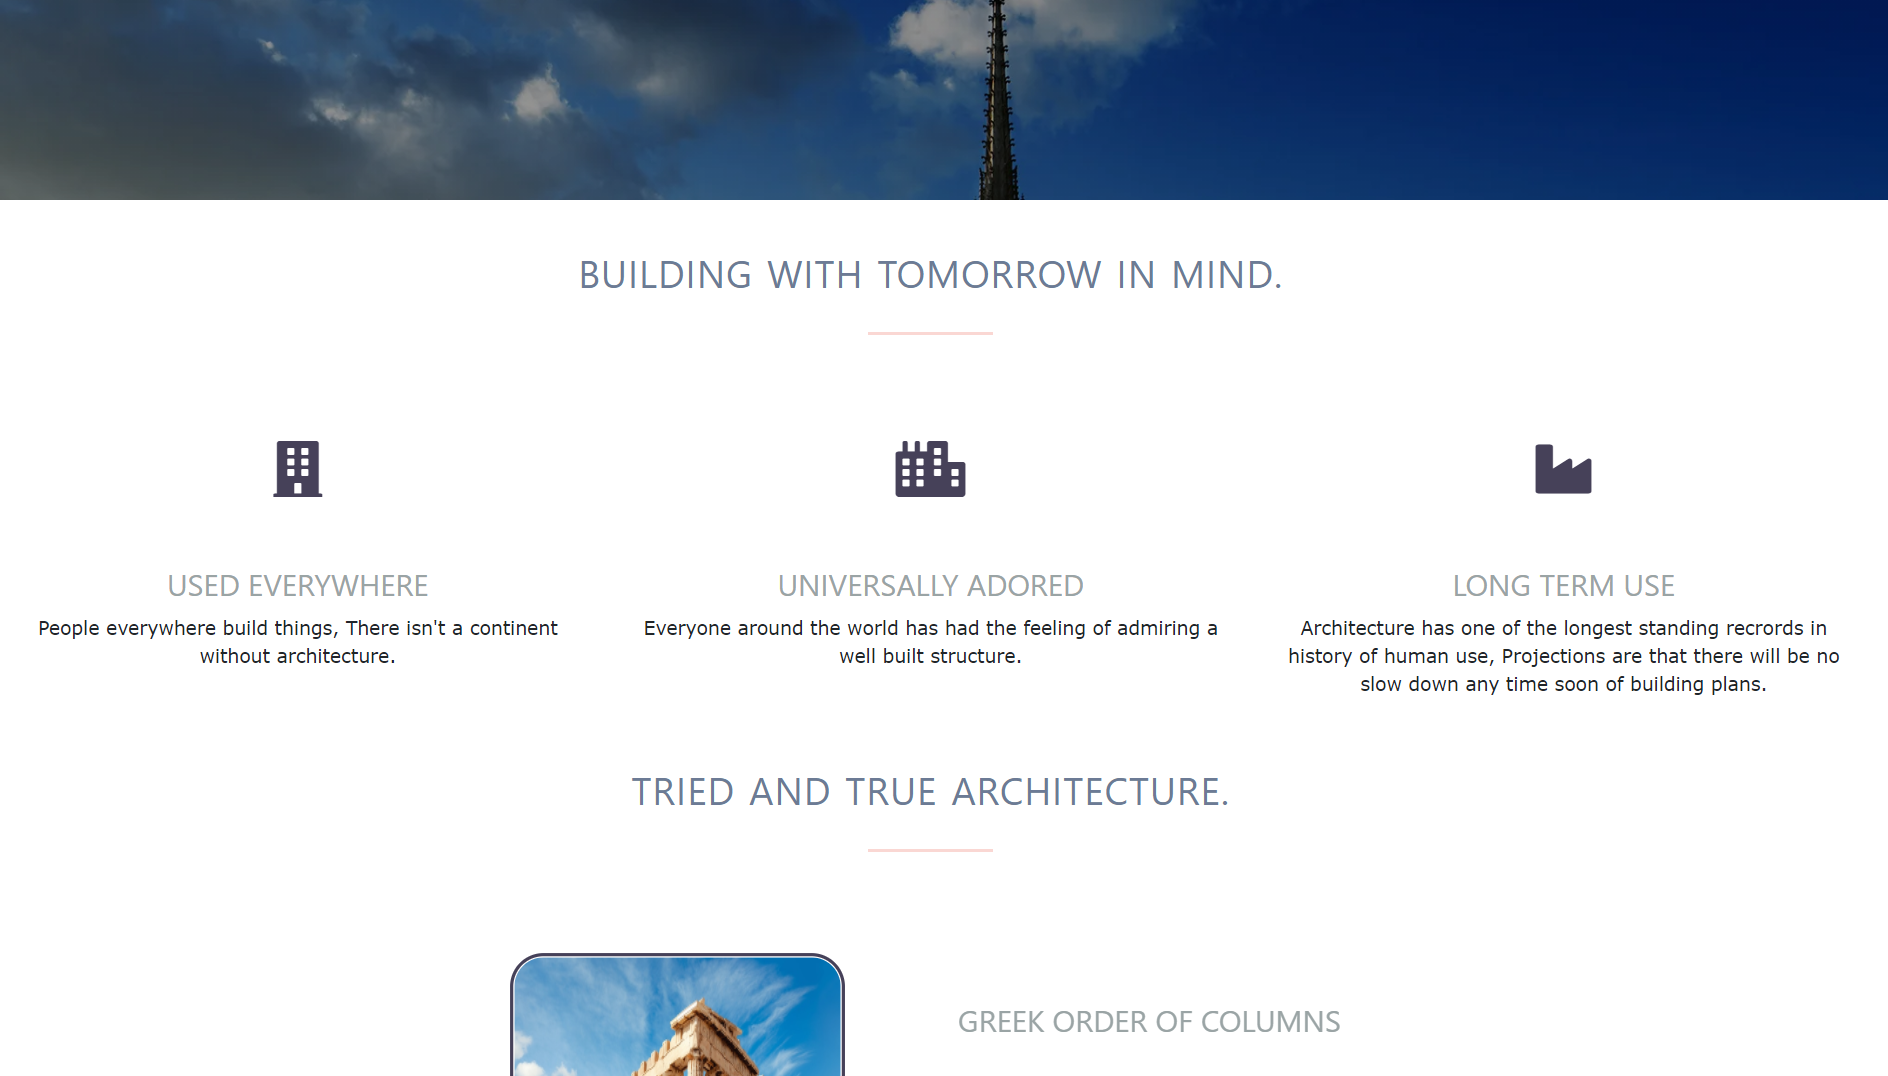 BUILDING WITH TOMORROW IN MIND.
USED EVERYWHERE
People everywhere build things, There isn't a continent
without architecture.
UNIVERSALLY ADORED
Everyone around the world has had the feeling of admiring a
well built structure.
LONG TERM USE
Architecture has one of the longest standing recrords in
history of human use, Projections are that there will be no
slow down any time soon of building plans.
TRIED AND TRUE ARCHITECTURE.
GREEK ORDER OF COLUMNS